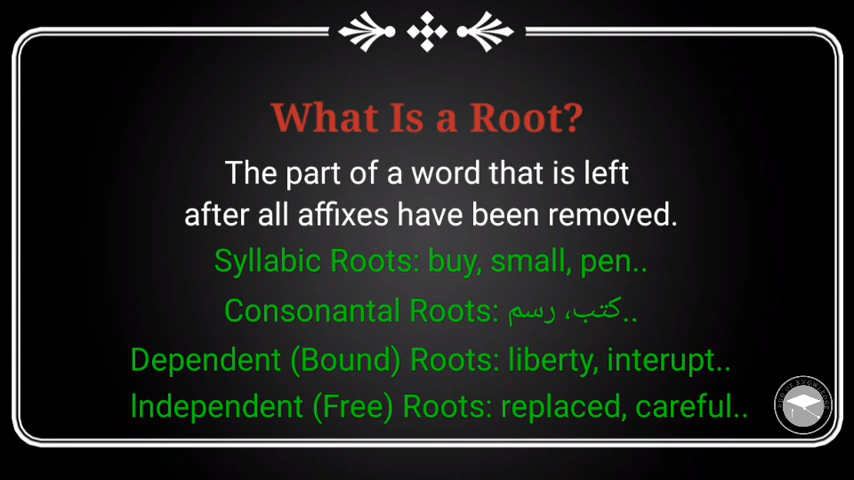 What Is a Root?
The part of a word that is left
after all affixes have been removed.
Syllabic Roots: buy, small, pen..
Consonantal Roots: كتب، رسم..
Dependent (Bound) Roots: liberty, interupt..
Independent (Free) Roots: replaced, careful..